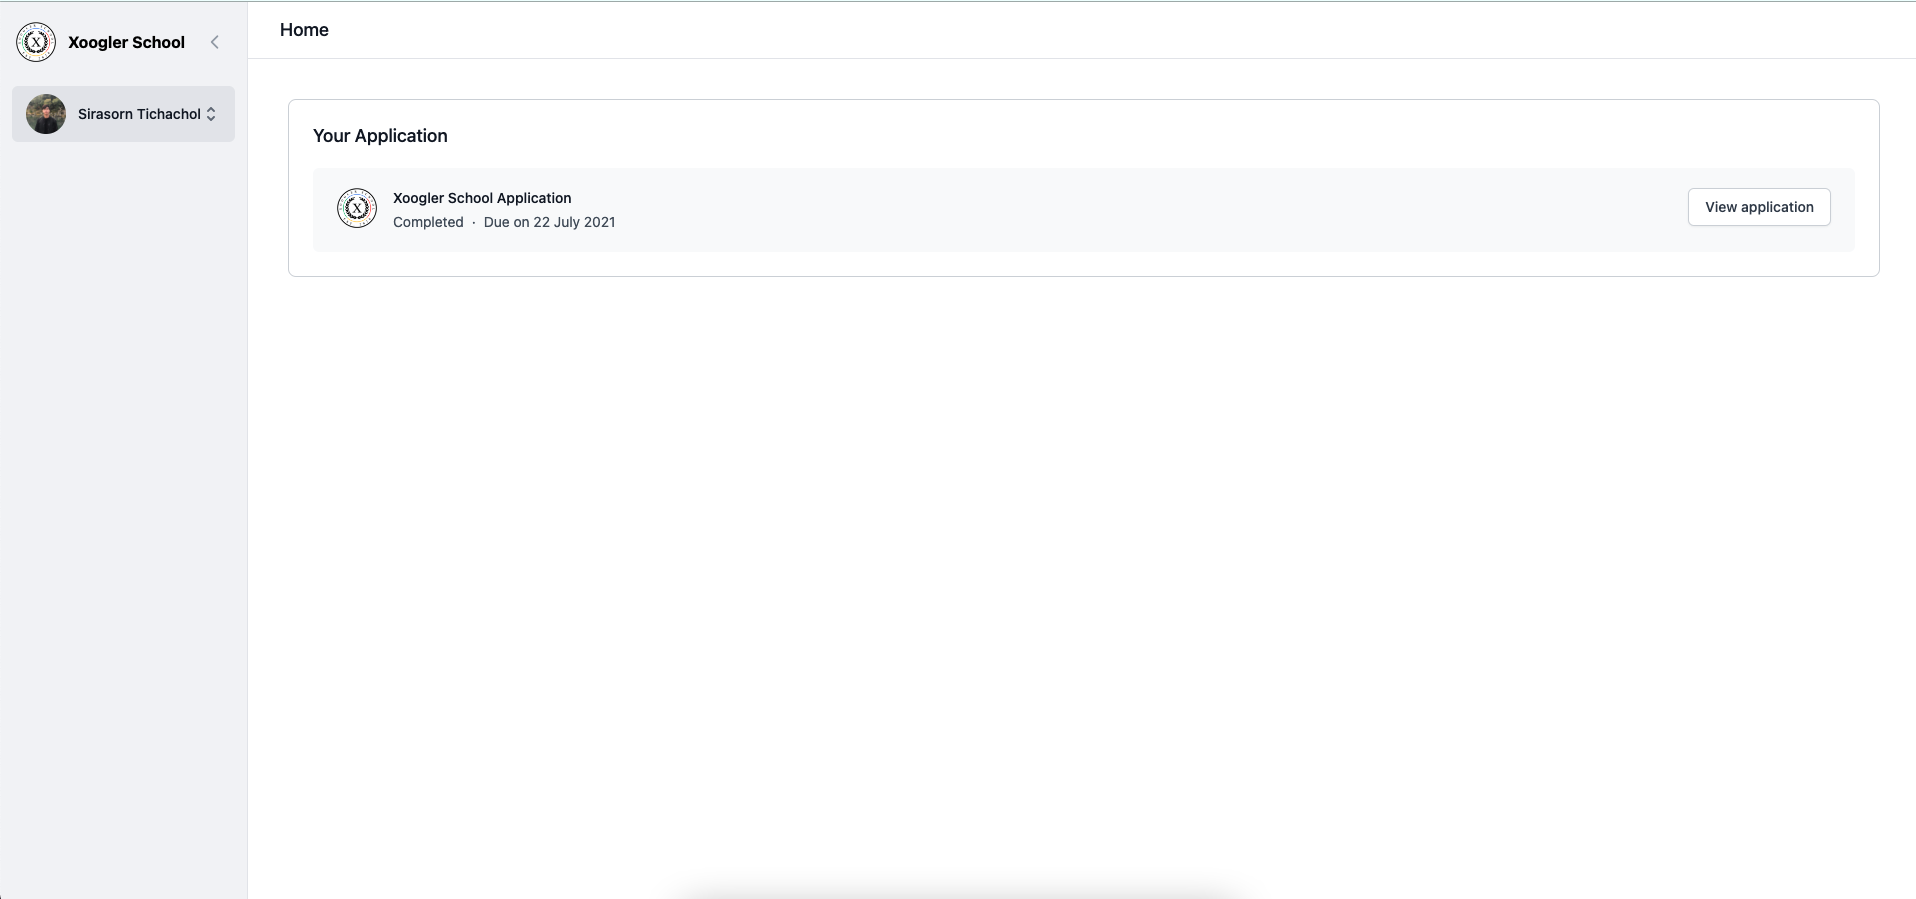 Xoogler School
Sirasorn Tichachol
Home
Your Application
X
Xoogler School Application
Completed · Due on 22 July 2021
View application